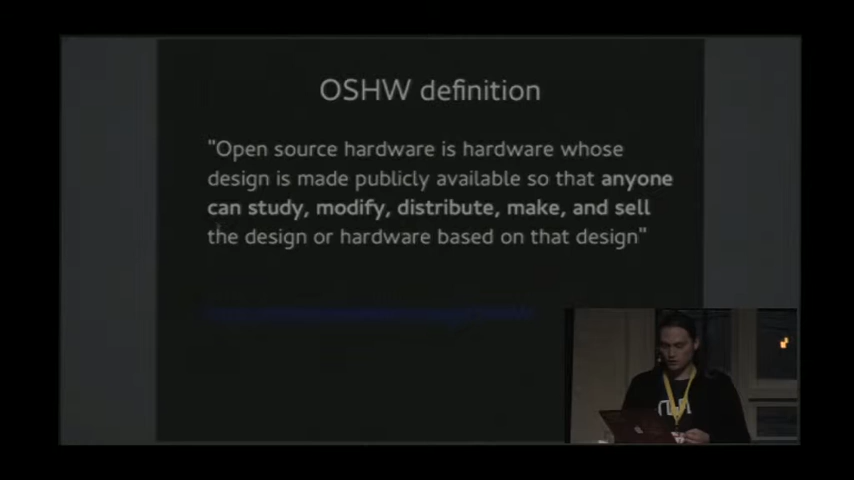 OSHW definition
"Open source hardware is hardware whose
design is made publicly available so that anyone
can study, modify, distribute, make, and sell
the design or hardware based on that design"